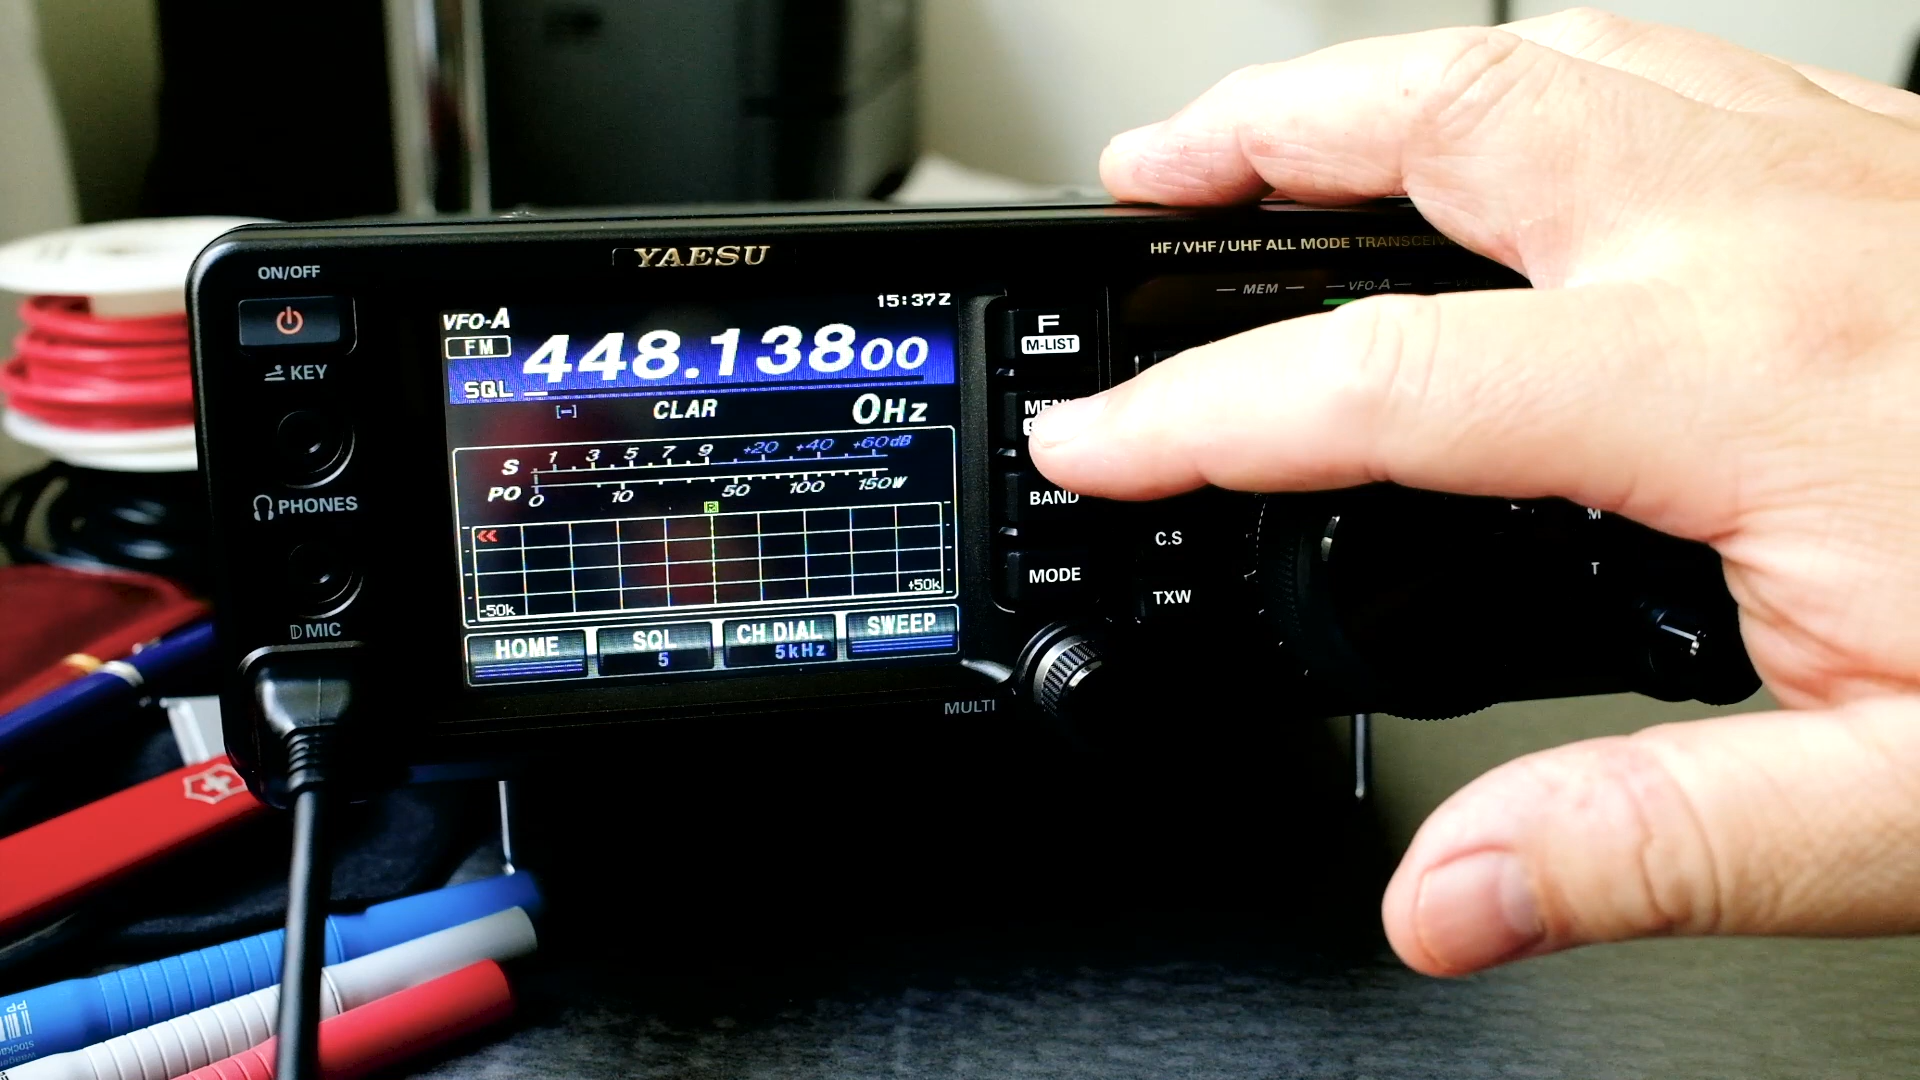 YAESU
HF/VHF/UHF ALL MODE
ON/OFF
KEY
PHONES
MIC
15:37Z
VFO-A
FM
448.13800
SQL
[-]
CLAR
0Hz
S 1 3 5 7 9 +20 +40 +60dB
PO 0 10 50 100 150W
R
-50k
+50k
HOME
SQL
5
CH DIAL
5kHz
SWEEP
F
M-LIST
BAND
MODE
MULTI
MEM
VFO-A
C.S
TXW
T
PP